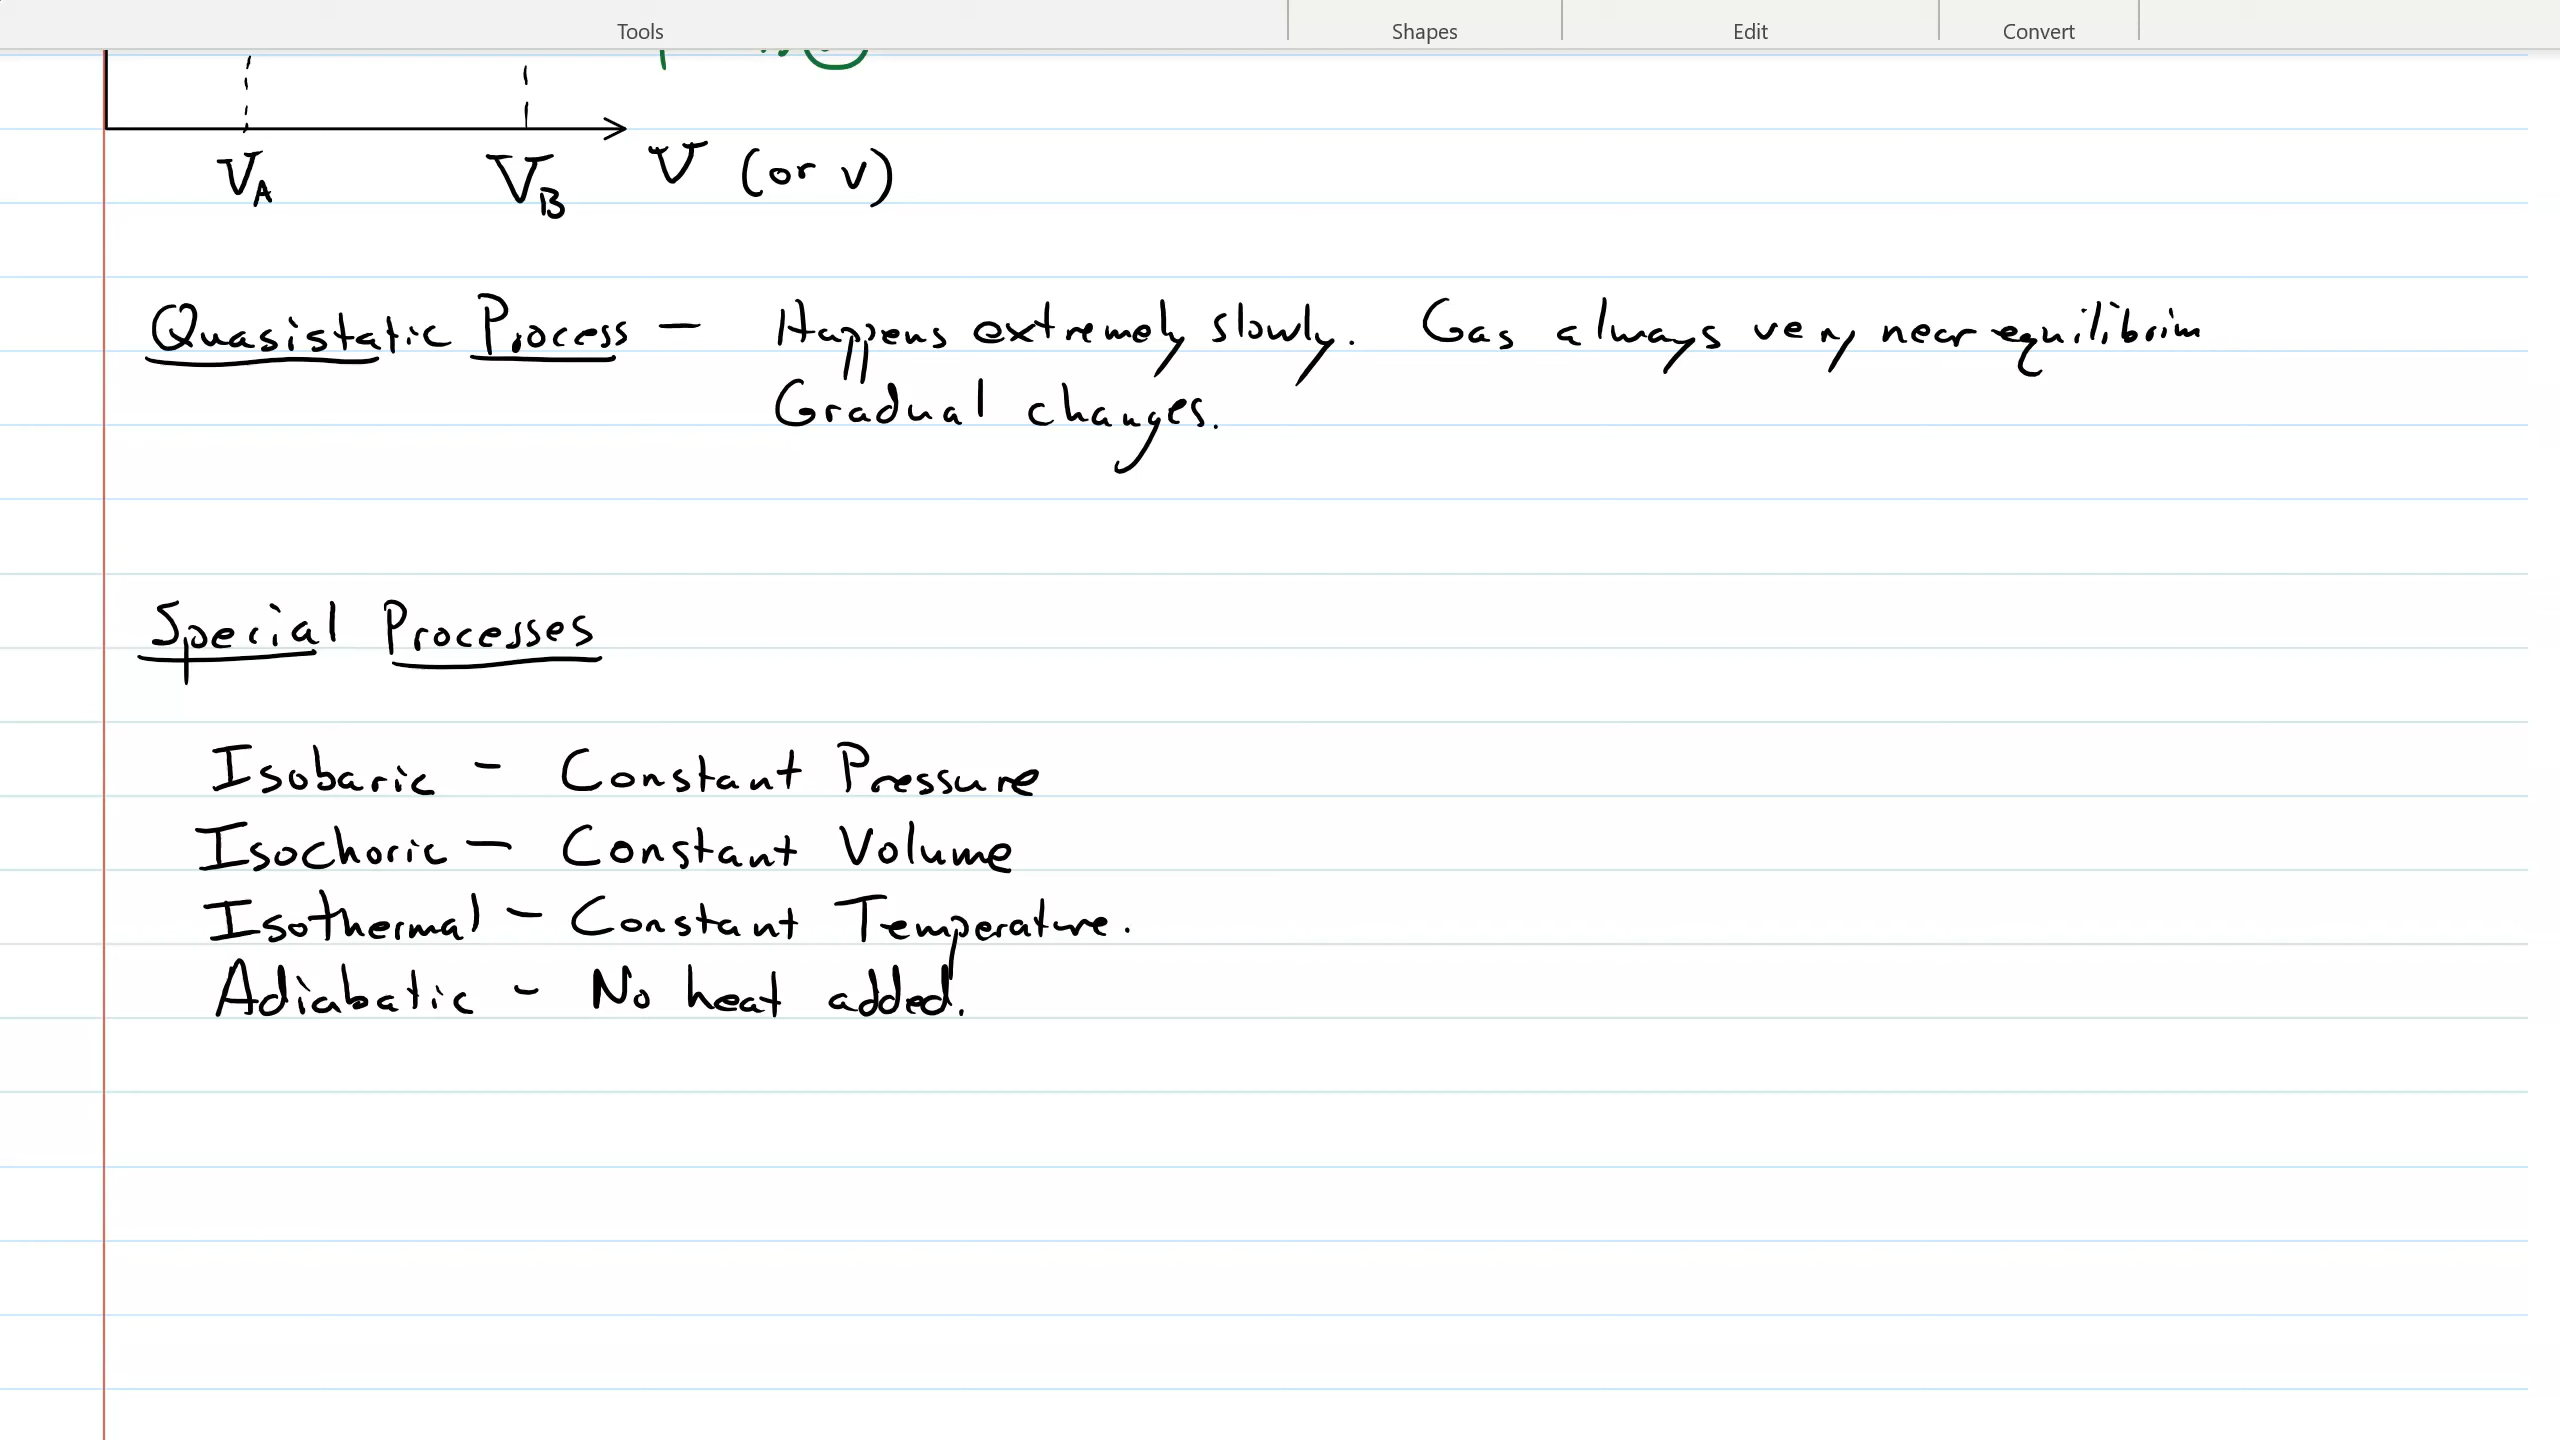 Tools Shapes Edit Convert
V_A V_B V (or v)
Quasistatic Process – Happens extremely slowly. Gas always very near equilibrim
Gradual changes.
Special Processes
Isobaric – Constant Pressure
Isochoric – Constant Volume
Isothermal – Constant Temperature.
Adiabatic – No heat added.